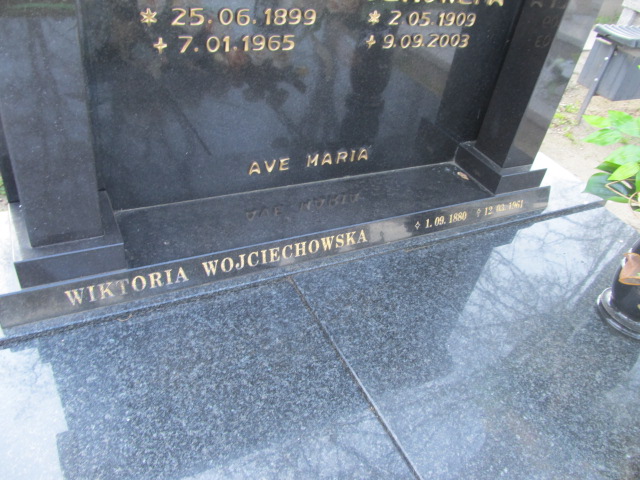 * 25.06.1899 * 2.05.1909
+ 7.01.1965 + 9.09.2003
AVE MARIA
WIKTORIA WOJCIECHOWSKA 1.09.1880 12.03.1961